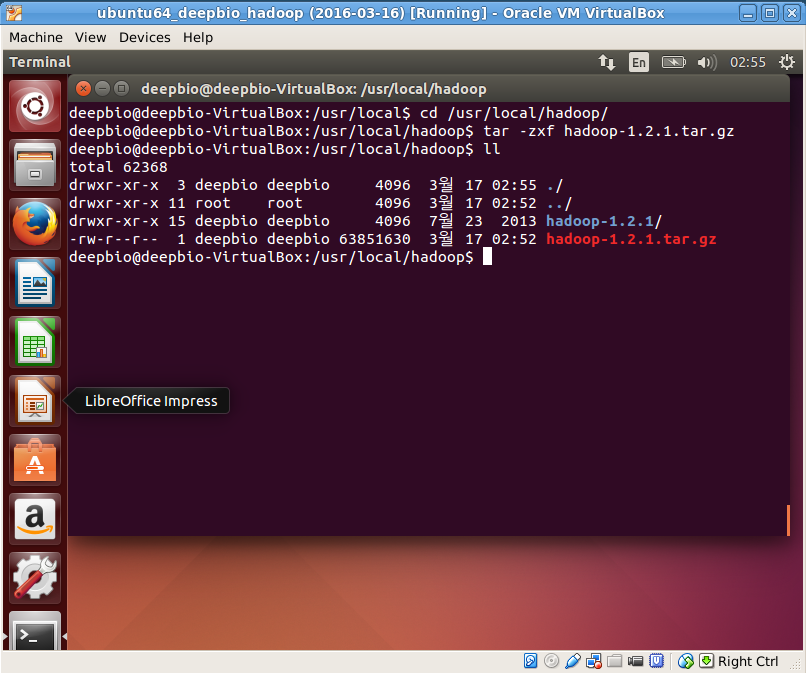 ubuntu64_deepbio_hadoop (2016-03-16) [Running] - Oracle VM VirtualBox
Machine View Devices Help
Terminal En 02:55
deepbio@deepbio-VirtualBox: /usr/local/hadoop
deepbio@deepbio-VirtualBox:/usr/local$ cd /usr/local/hadoop/
deepbio@deepbio-VirtualBox:/usr/local/hadoop$ tar -zxf hadoop-1.2.1.tar.gz
deepbio@deepbio-VirtualBox:/usr/local/hadoop$ ll
total 62368
drwxr-xr-x  3 deepbio deepbio     4096  3월 17 02:55 ./
drwxr-xr-x 11 root    root        4096  3월 17 02:52 ../
drwxr-xr-x 15 deepbio deepbio     4096  7월 23  2013 hadoop-1.2.1/
-rw-r--r--  1 deepbio deepbio 63851630  3월 17 02:52 hadoop-1.2.1.tar.gz
deepbio@deepbio-VirtualBox:/usr/local/hadoop$
LibreOffice Impress
Right Ctrl